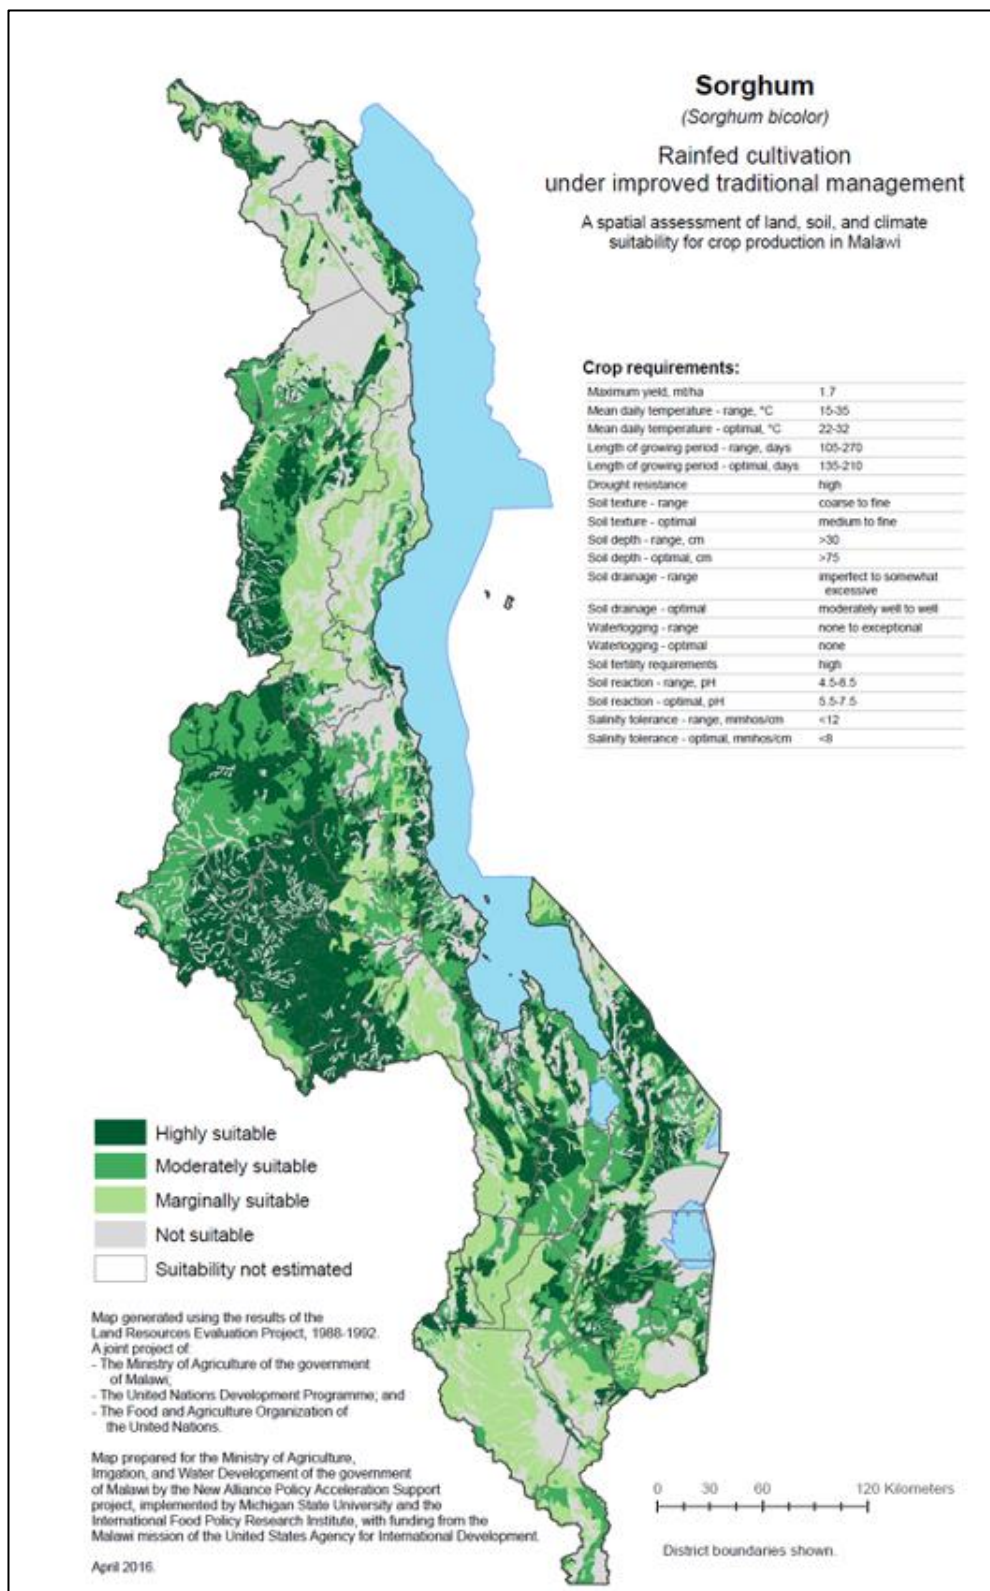 Sorghum
(Sorghum bicolor)
Rainfed cultivation
under improved traditional management
A spatial assessment of land, soil, and climate
suitability for crop production in Malawi
Crop requirements:
Maximum yield, mt/ha 1.7
Mean daily temperature - range, °C 15-35
Mean daily temperature - optimal, °C 22-32
Length of growing period - range, days 105-270
Length of growing period - optimal, days 135-210
Drought resistance high
Soil texture - range coarse to fine
Soil texture - optimal medium to fine
Soil depth - range, cm >30
Soil depth - optimal, cm >75
Soil drainage - range imperfect to somewhat
excessive
Soil drainage - optimal moderately well to well
Waterlogging - range none to exceptional
Waterlogging - optimal none
Soil fertility requirements high
Soil reaction - range, pH 4.5-8.5
Soil reaction - optimal, pH 5.5-7.5
Salinity tolerance - range, mmhos/cm <12
Salinity tolerance - optimal, mmhos/cm <8
Highly suitable
Moderately suitable
Marginally suitable
Not suitable
Suitability not estimated
Map generated using the results of the
Land Resources Evaluation Project, 1988-1992.
A joint project of:
- The Ministry of Agriculture of the government
of Malawi;
- The United Nations Development Programme; and
- The Food and Agriculture Organization of
the United Nations.
Map prepared for the Ministry of Agriculture,
Irrigation, and Water Development of the government
of Malawi by the New Alliance Policy Acceleration Support
project, implemented by Michigan State University and the
International Food Policy Research Institute, with funding from the
Malawi mission of the United States Agency for International Development.
April 2016.
0 30 60 120 Kilometers
District boundaries shown.